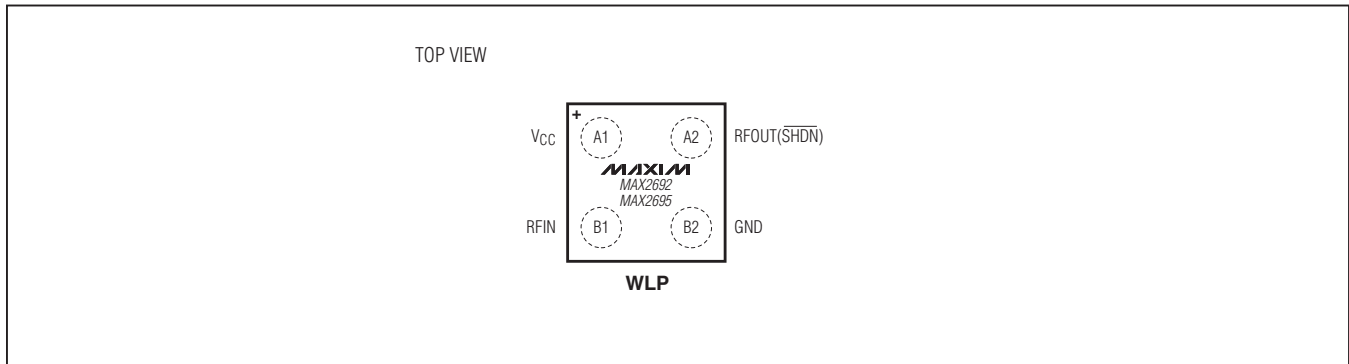 TOP VIEW
+
VCC A1 A2 RFOUT(SHDN)
MAXIM
MAX2692
MAX2695
RFIN B1 B2 GND
WLP